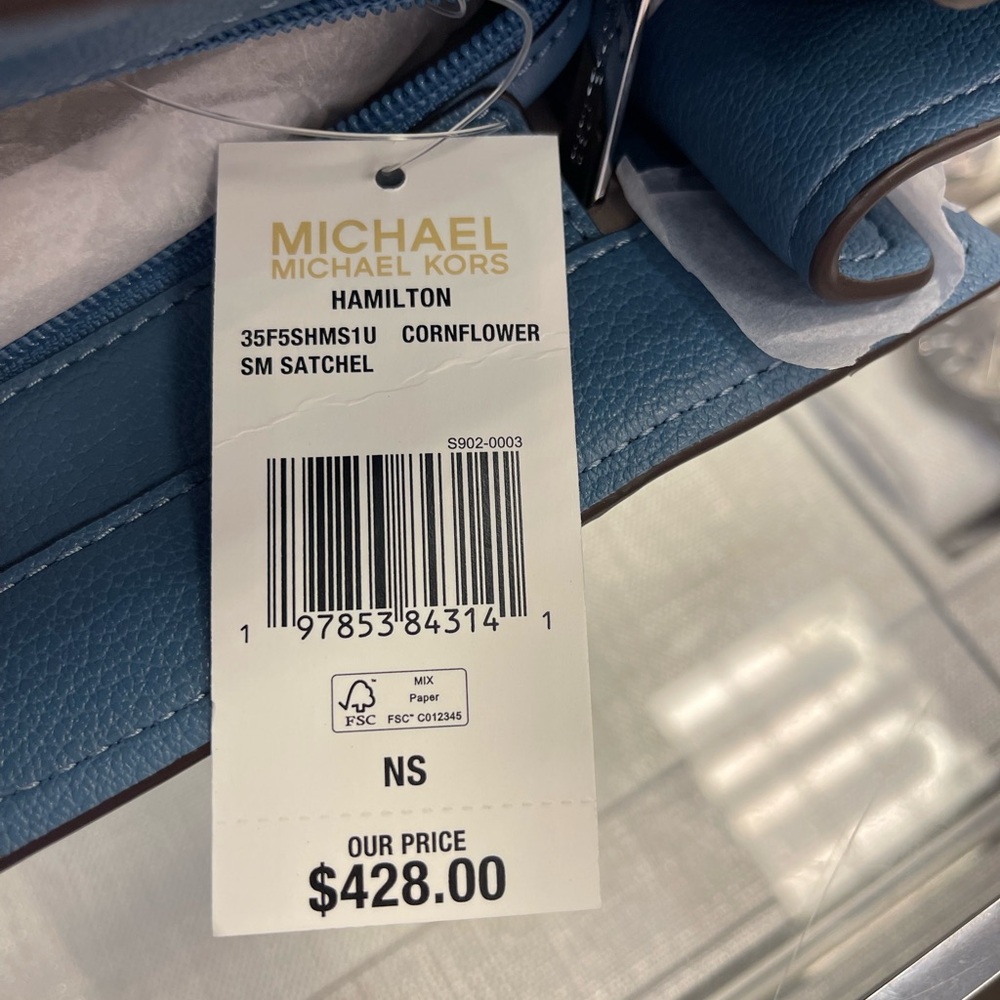 MICHAEL
MICHAEL KORS
HAMILTON
35F5SHMS1U CORNFLOWER
SM SATCHEL
S902-0003
1 97853 84314 1
MIX
Paper
FSC™ C012345
FSC
NS
OUR PRICE
$428.00